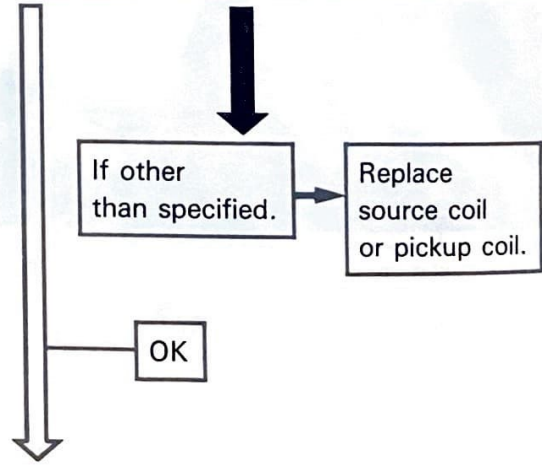 If other
than specified.
Replace
source coil
or pickup coil.
OK